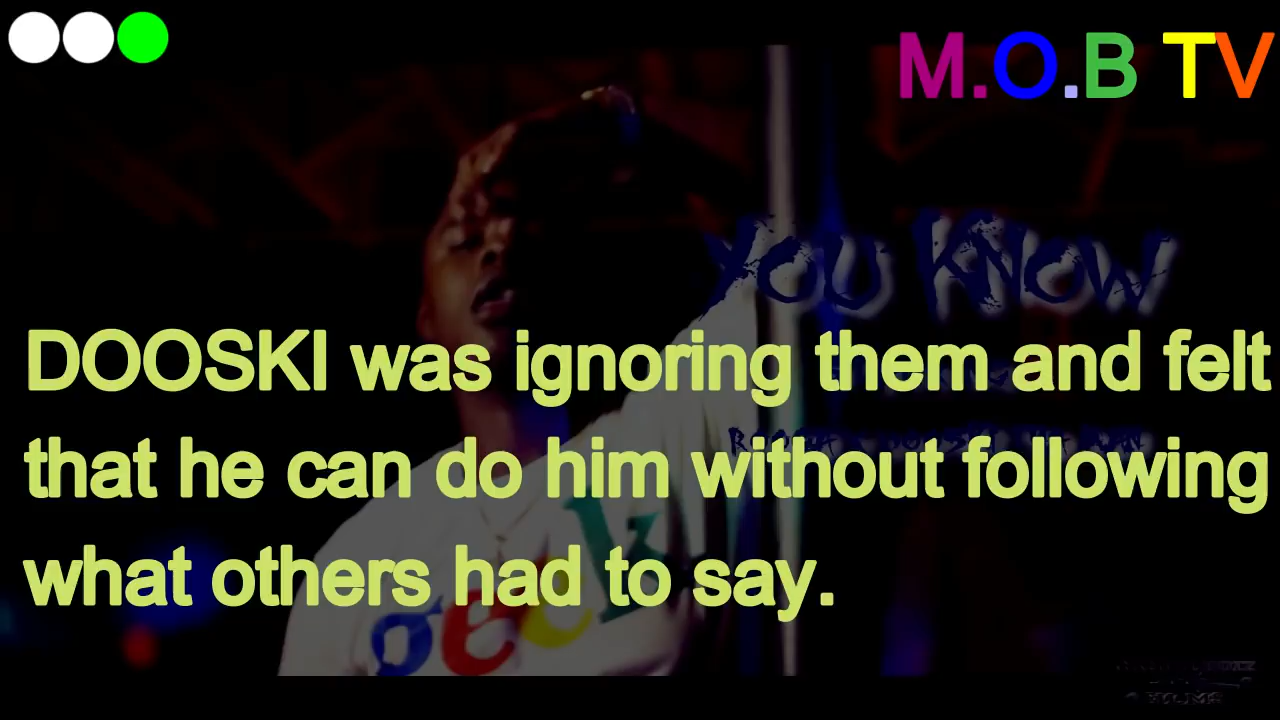 M.O.B TV
YOU KNOW
DOOSKI was ignoring them and felt
that he can do him without following
what others had to say.
geek